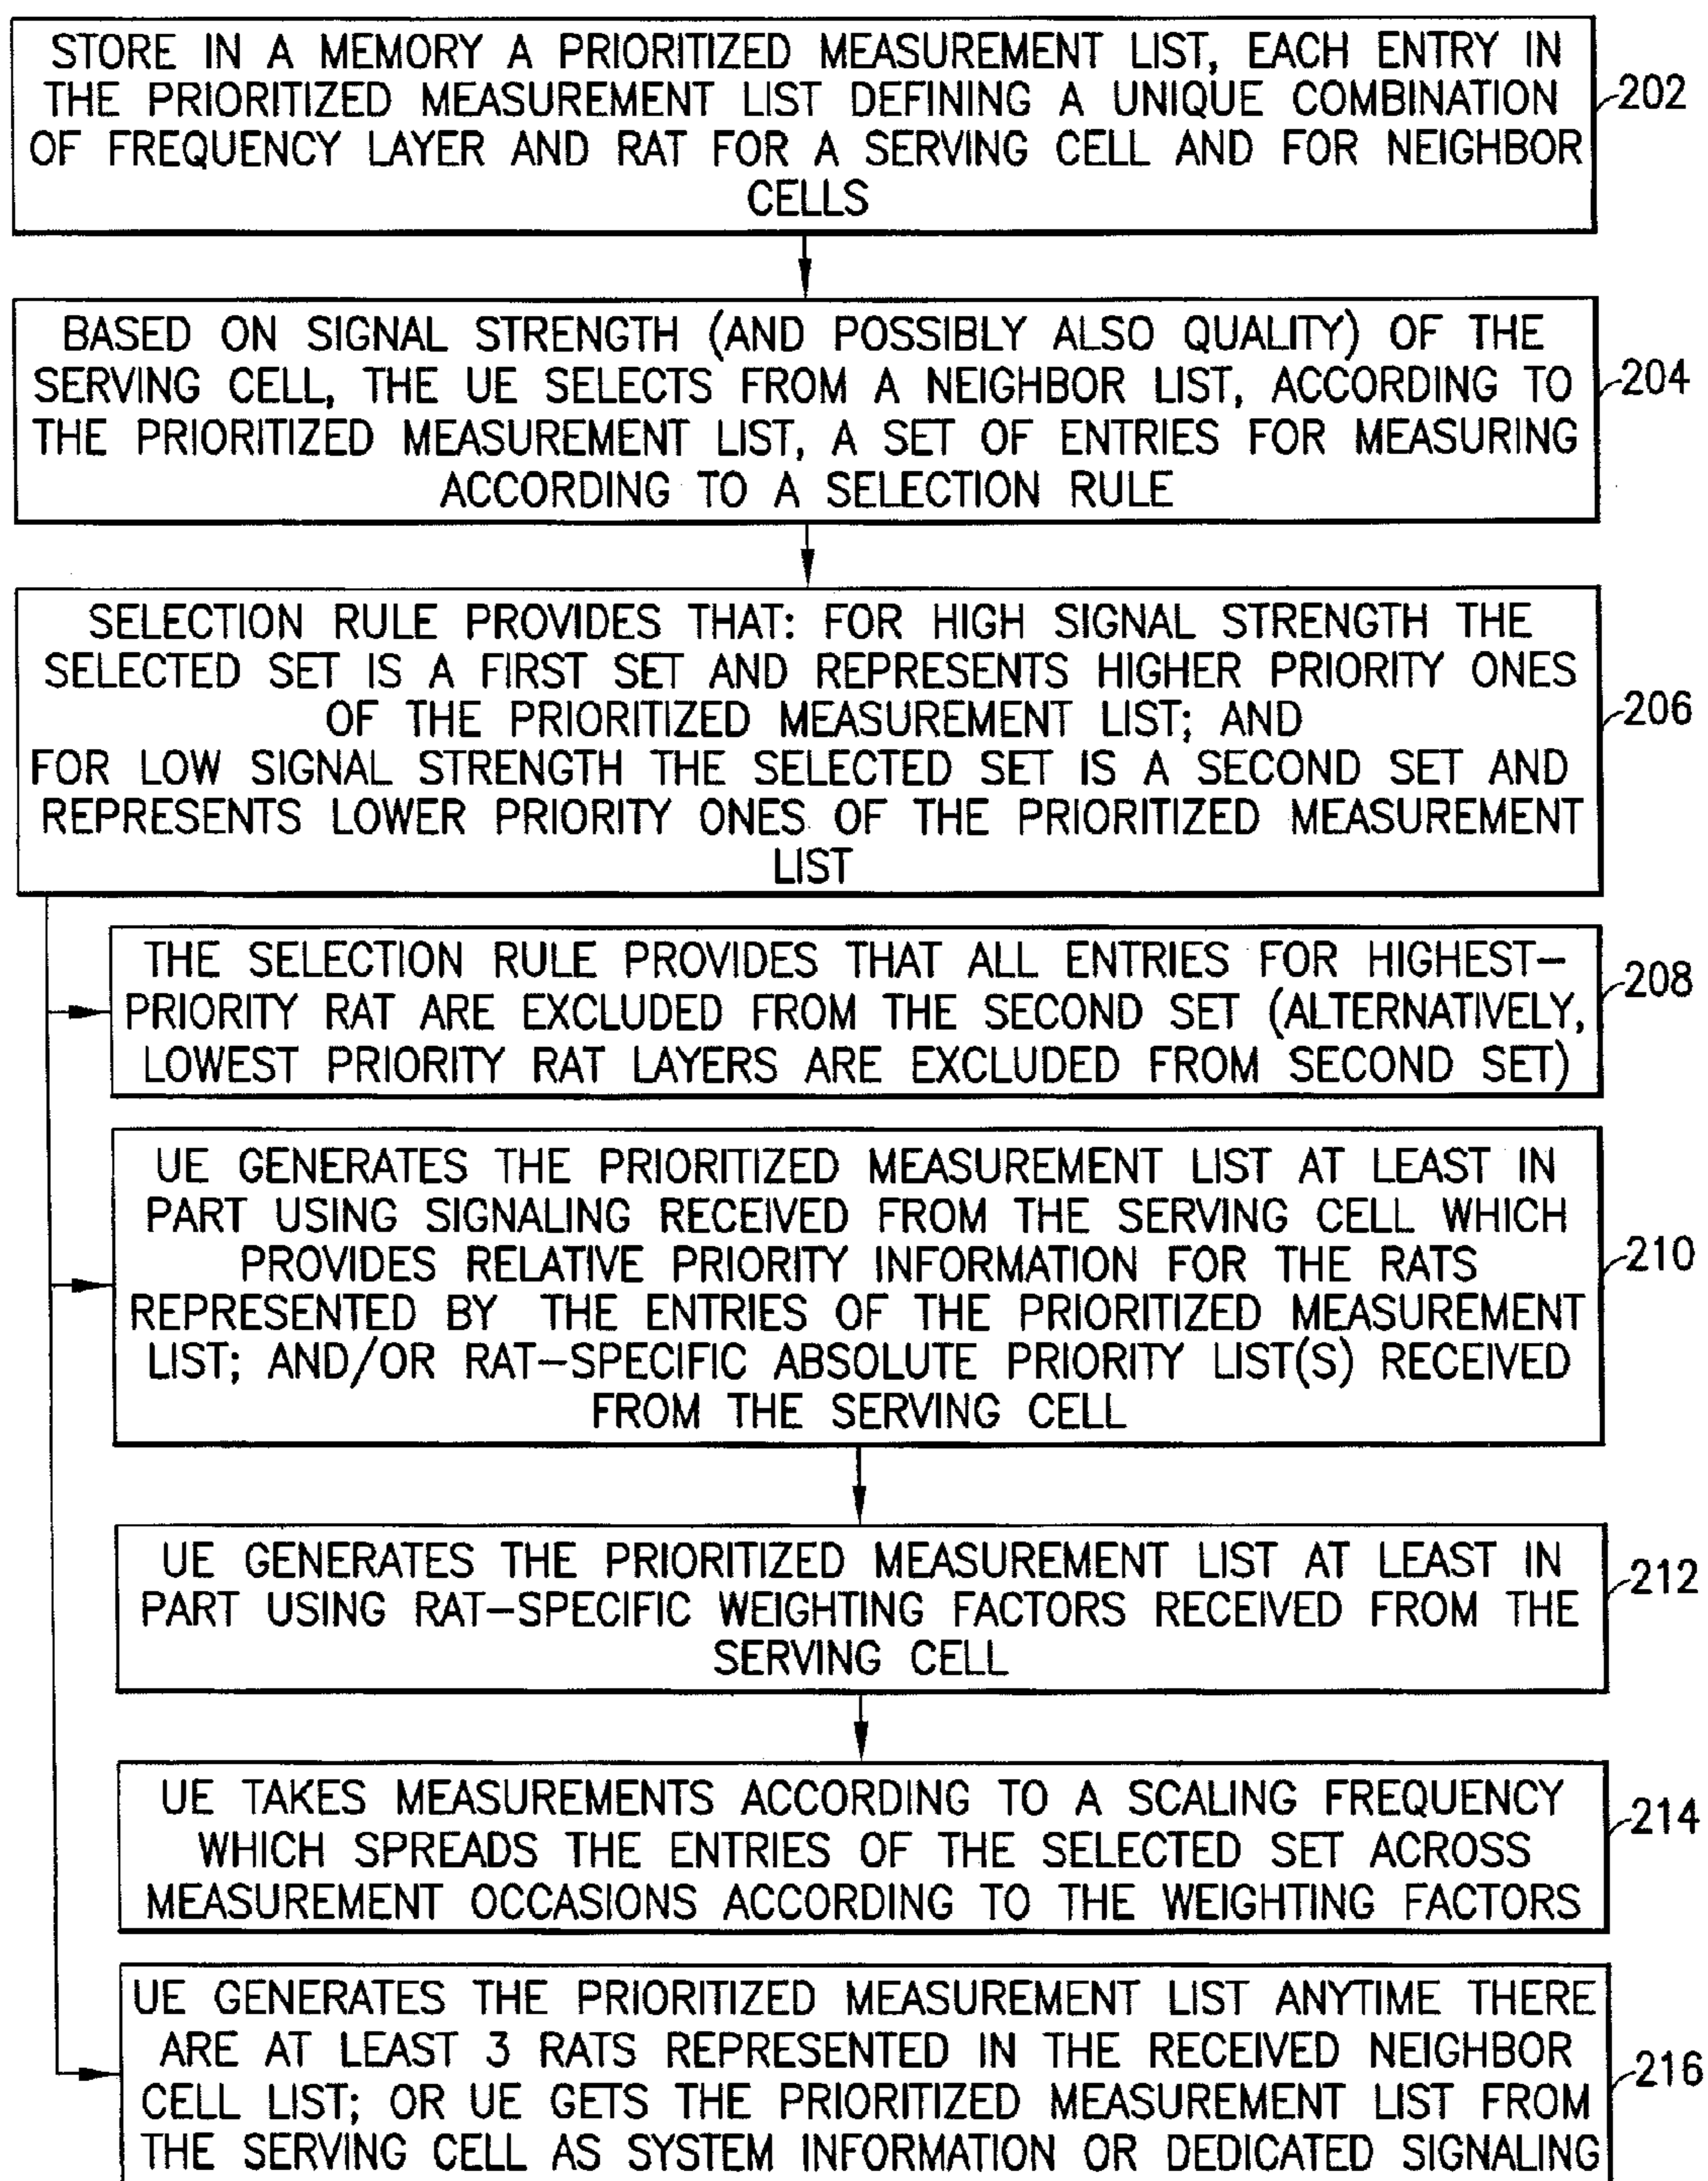 STORE IN A MEMORY A PRIORITIZED MEASUREMENT LIST, EACH ENTRY IN
THE PRIORITIZED MEASUREMENT LIST DEFINING A UNIQUE COMBINATION
OF FREQUENCY LAYER AND RAT FOR A SERVING CELL AND FOR NEIGHBOR
CELLS
202
BASED ON SIGNAL STRENGTH (AND POSSIBLY ALSO QUALITY) OF THE
SERVING CELL, THE UE SELECTS FROM A NEIGHBOR LIST, ACCORDING TO
THE PRIORITIZED MEASUREMENT LIST, A SET OF ENTRIES FOR MEASURING
ACCORDING TO A SELECTION RULE
204
SELECTION RULE PROVIDES THAT: FOR HIGH SIGNAL STRENGTH THE
SELECTED SET IS A FIRST SET AND REPRESENTS HIGHER PRIORITY ONES
OF THE PRIORITIZED MEASUREMENT LIST; AND
FOR LOW SIGNAL STRENGTH THE SELECTED SET IS A SECOND SET AND
REPRESENTS LOWER PRIORITY ONES OF THE PRIORITIZED MEASUREMENT
LIST
206
THE SELECTION RULE PROVIDES THAT ALL ENTRIES FOR HIGHEST–
PRIORITY RAT ARE EXCLUDED FROM THE SECOND SET (ALTERNATIVELY,
LOWEST PRIORITY RAT LAYERS ARE EXCLUDED FROM SECOND SET)
208
UE GENERATES THE PRIORITIZED MEASUREMENT LIST AT LEAST IN
PART USING SIGNALING RECEIVED FROM THE SERVING CELL WHICH
PROVIDES RELATIVE PRIORITY INFORMATION FOR THE RATS
REPRESENTED BY THE ENTRIES OF THE PRIORITIZED MEASUREMENT
LIST; AND/OR RAT–SPECIFIC ABSOLUTE PRIORITY LIST(S) RECEIVED
FROM THE SERVING CELL
210
UE GENERATES THE PRIORITIZED MEASUREMENT LIST AT LEAST IN
PART USING RAT–SPECIFIC WEIGHTING FACTORS RECEIVED FROM THE
SERVING CELL
212
UE TAKES MEASUREMENTS ACCORDING TO A SCALING FREQUENCY
WHICH SPREADS THE ENTRIES OF THE SELECTED SET ACROSS
MEASUREMENT OCCASIONS ACCORDING TO THE WEIGHTING FACTORS
214
UE GENERATES THE PRIORITIZED MEASUREMENT LIST ANYTIME THERE
ARE AT LEAST 3 RATS REPRESENTED IN THE RECEIVED NEIGHBOR
CELL LIST; OR UE GETS THE PRIORITIZED MEASUREMENT LIST FROM
THE SERVING CELL AS SYSTEM INFORMATION OR DEDICATED SIGNALING
216